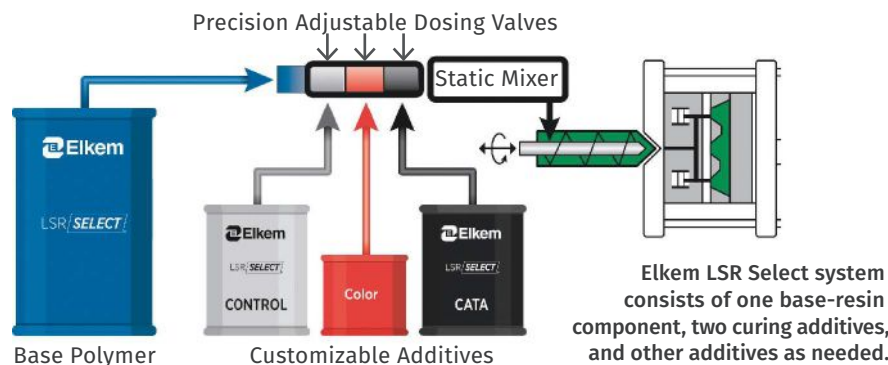 Precision Adjustable Dosing Valves
Static Mixer
Elkem
LSR/SELECT/
Elkem
LSR/SELECT/
CONTROL
Color
Elkem
LSR/SELECT/
CATA
Base Polymer
Customizable Additives
Elkem LSR Select system
consists of one base-resin
component, two curing additives,
and other additives as needed.